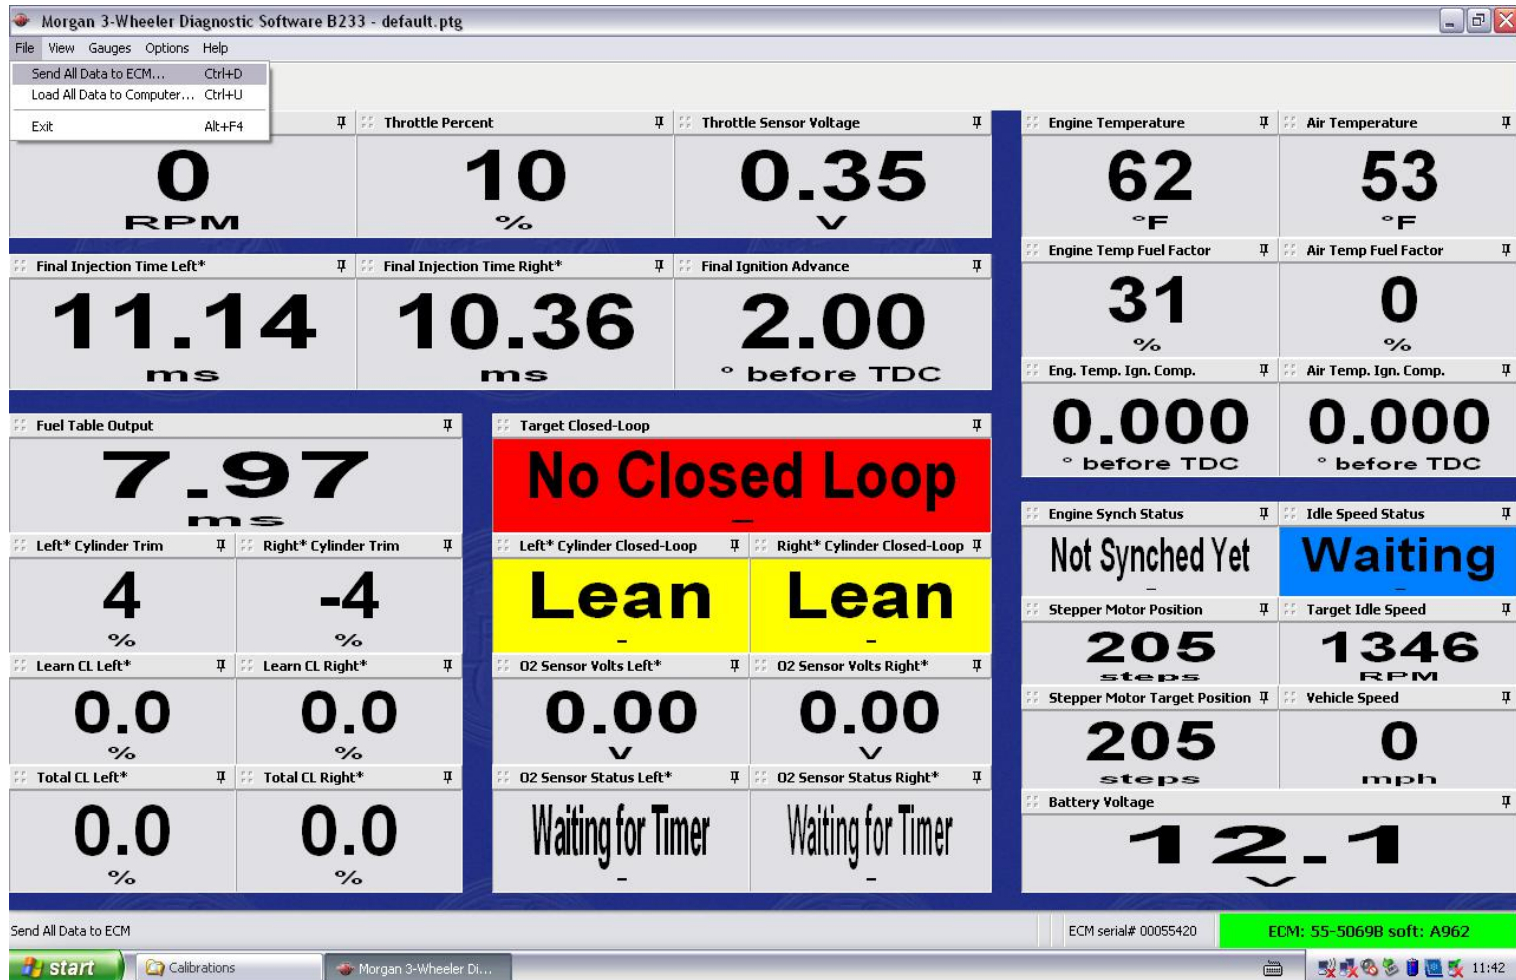 Morgan 3-Wheeler Diagnostic Software B233 - default.ptg
File View Gauges Options Help
Send All Data to ECM... Ctrl+D
Load All Data to Computer... Ctrl+U
Exit Alt+F4
Throttle Percent Throttle Sensor Voltage Engine Temperature Air Temperature
0 10 0.35 62 53
RPM % V °F °F
Engine Temp Fuel Factor Air Temp Fuel Factor
Final Injection Time Left* Final Injection Time Right* Final Ignition Advance
11.14 10.36 2.00 31 0
ms ms ° before TDC % %
Eng. Temp. Ign. Comp. Air Temp. Ign. Comp.
0.000 0.000
° before TDC ° before TDC
Fuel Table Output Target Closed-Loop
7.97 No Closed Loop
ms –
Engine Synch Status Idle Speed Status
Not Synched Yet Waiting
– –
Left* Cylinder Trim Right* Cylinder Trim Left* Cylinder Closed-Loop Right* Cylinder Closed-Loop
4 -4 Lean Lean
% % – –
Stepper Motor Position Target Idle Speed
205 1346
steps RPM
Learn CL Left* Learn CL Right* O2 Sensor Volts Left* O2 Sensor Volts Right*
0.0 0.0 0.00 0.00
% % V V
Stepper Motor Target Position Vehicle Speed
205 0
steps mph
Total CL Left* Total CL Right* O2 Sensor Status Left* O2 Sensor Status Right*
0.0 0.0 Waiting for Timer Waiting for Timer
% % – –
Battery Voltage
12.1
V
Send All Data to ECM ECM serial# 00055420 ECM: 55-5069B soft: A962
start Calibrations Morgan 3-Wheeler Di... 11:42